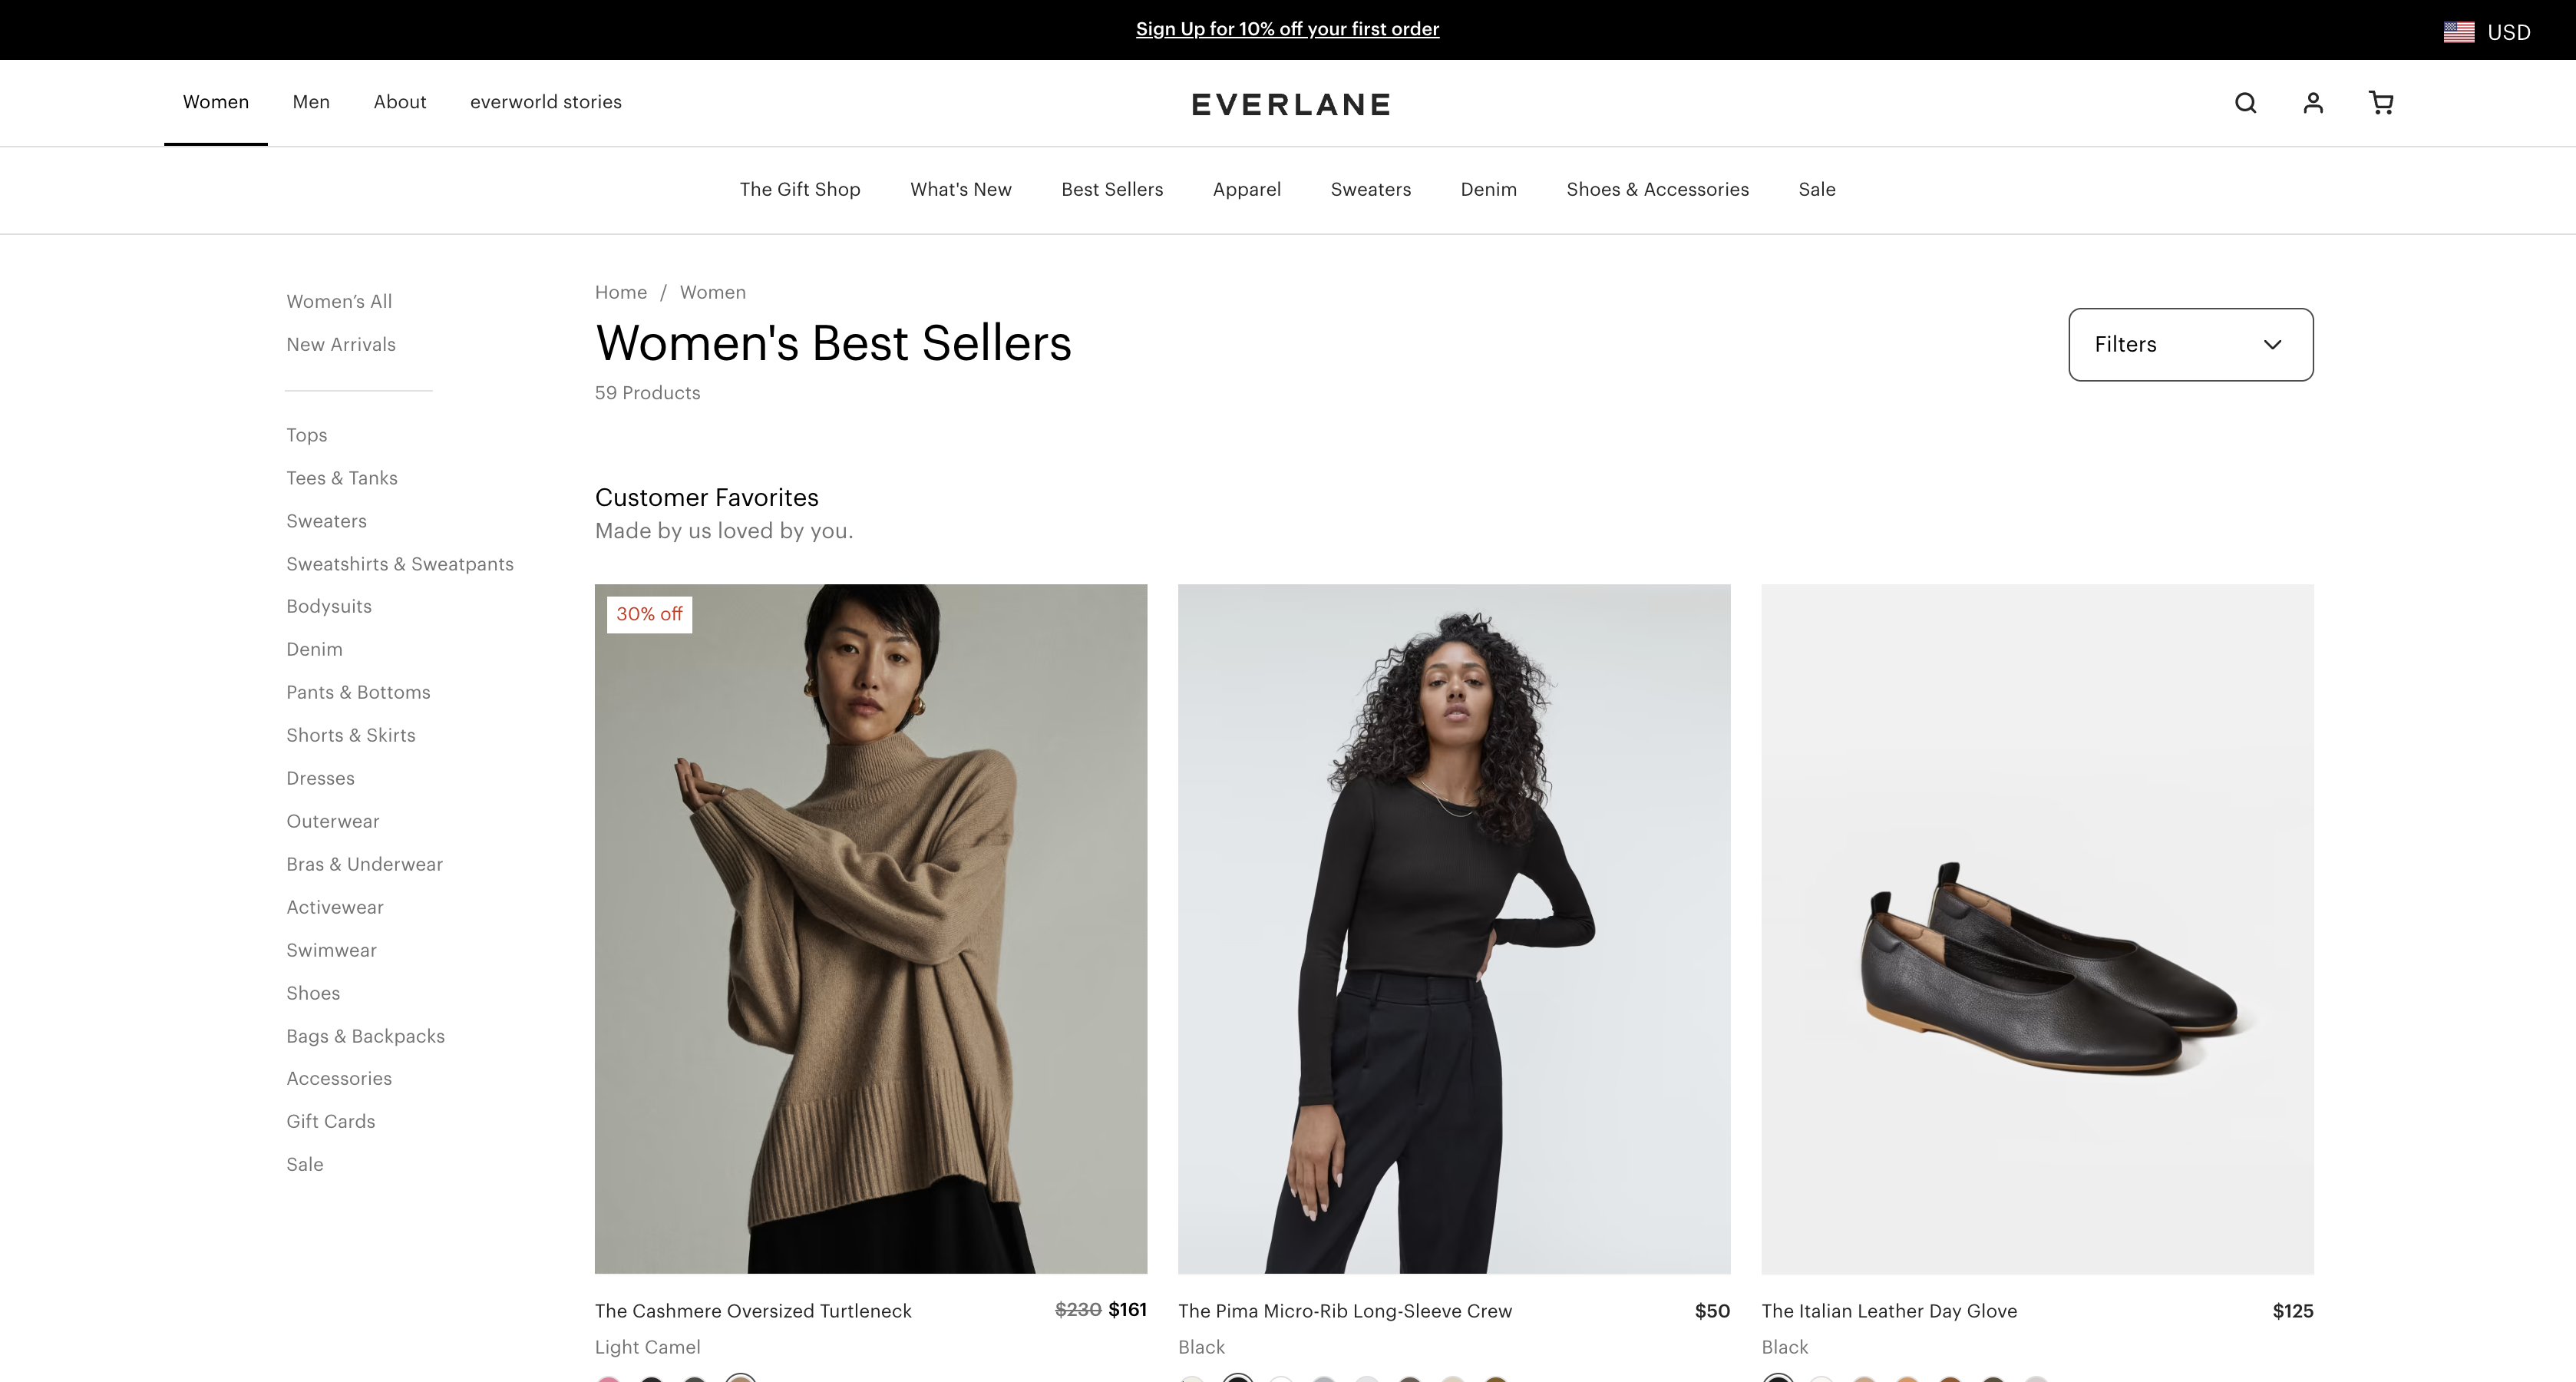 Sign Up for 10% off your first order
USD
Women
Men
About
everworld stories
EVERLANE
The Gift Shop
What's New
Best Sellers
Apparel
Sweaters
Denim
Shoes & Accessories
Sale
Women’s All
New Arrivals
Tops
Tees & Tanks
Sweaters
Sweatshirts & Sweatpants
Bodysuits
Denim
Pants & Bottoms
Shorts & Skirts
Dresses
Outerwear
Bras & Underwear
Activewear
Swimwear
Shoes
Bags & Backpacks
Accessories
Gift Cards
Sale
Home / Women
Women's Best Sellers
59 Products
Filters
Customer Favorites
Made by us loved by you.
30% off
The Cashmere Oversized Turtleneck
$230 $161
Light Camel
The Pima Micro-Rib Long-Sleeve Crew
$50
Black
The Italian Leather Day Glove
$125
Black